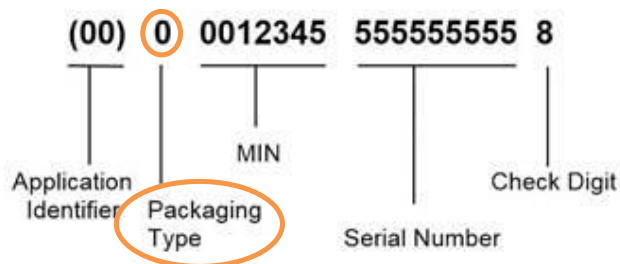 (00) 0 0012345 555555555 8
MIN
Application
Identifier
Check Digit
Packaging
Type
Serial Number